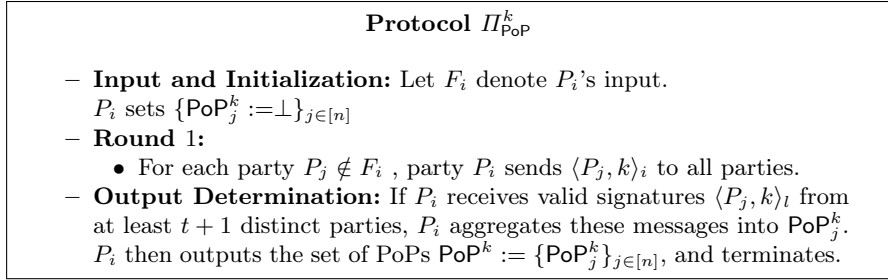 Protocol Π^k_PoP
– Input and Initialization: Let F_i denote P_i's input.
P_i sets {PoP^k_j :=⊥}_{j∈[n]}
– Round 1:
• For each party P_j ∉ F_i , party P_i sends ⟨P_j, k⟩_i to all parties.
– Output Determination: If P_i receives valid signatures ⟨P_j, k⟩_l from
at least t + 1 distinct parties, P_i aggregates these messages into PoP^k_j.
P_i then outputs the set of PoPs PoP^k := {PoP^k_j}_{j∈[n]}, and terminates.